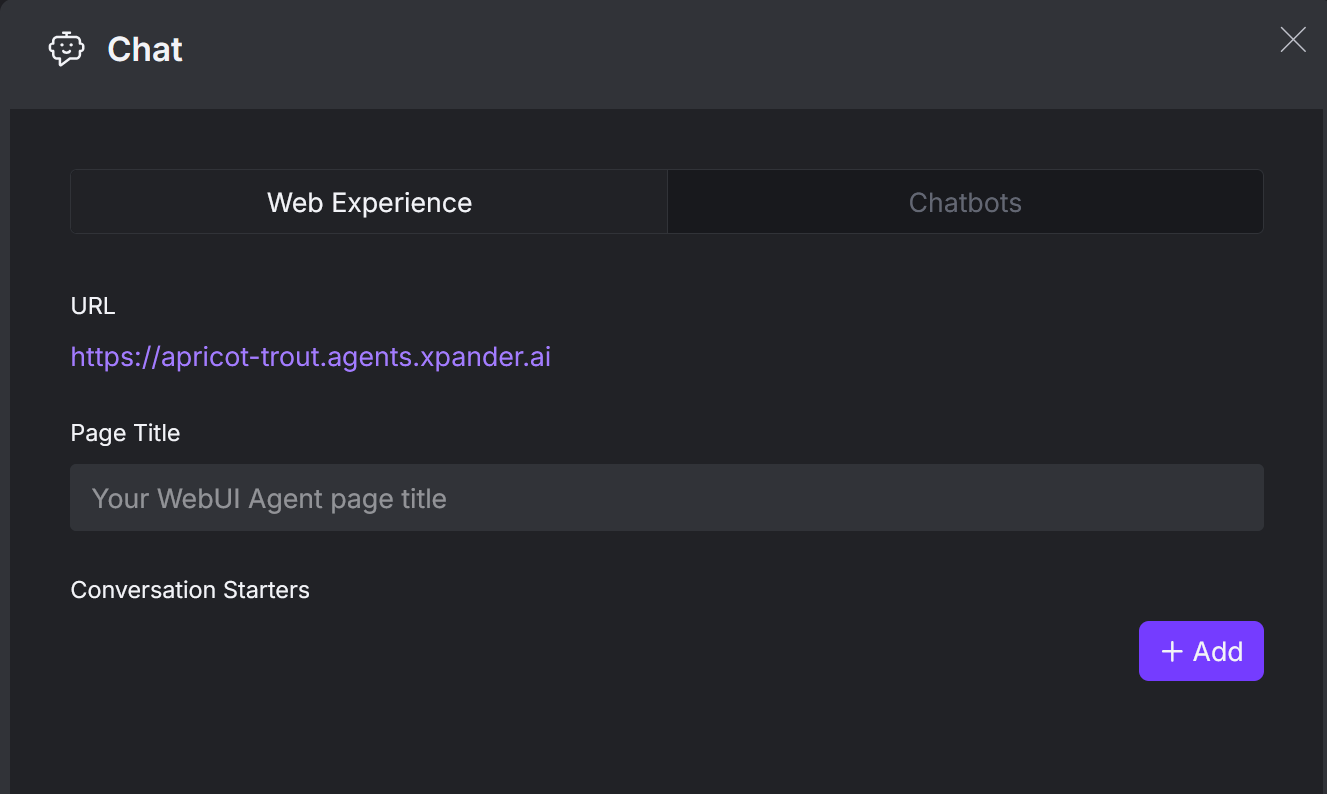 Chat
Web Experience
Chatbots
URL
https://apricot-trout.agents.xpander.ai
Page Title
Your WebUI Agent page title
Conversation Starters
+ Add